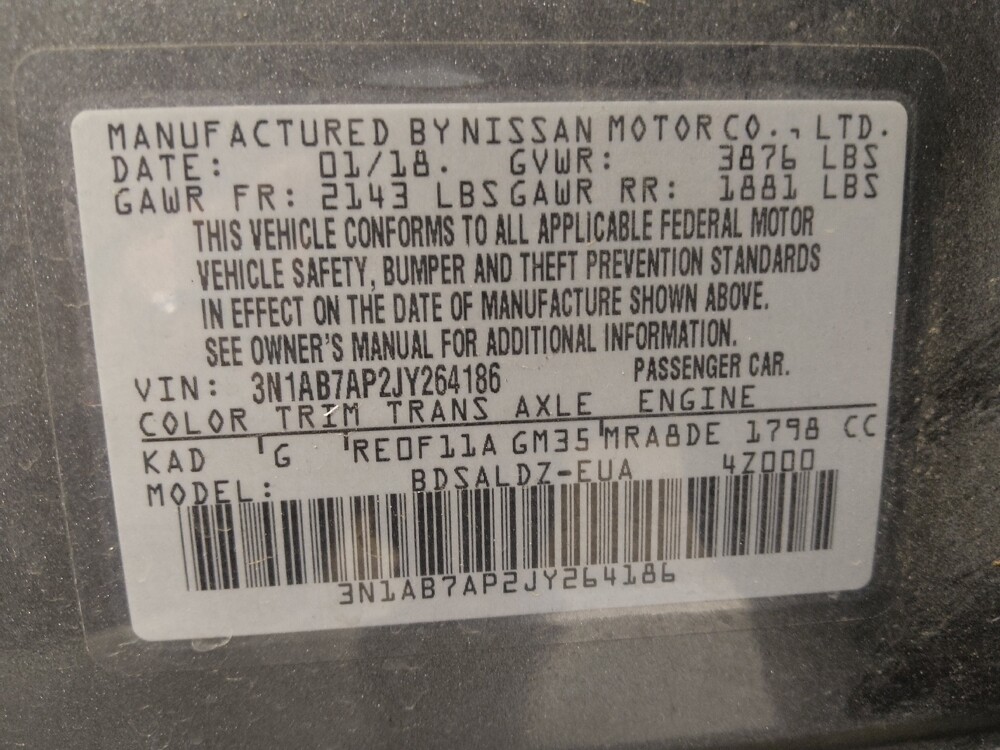 MANUFACTURED BY NISSAN MOTOR CO., LTD.
DATE: 01/18. GVWR: 3876 LBS
GAWR FR: 2143 LBS GAWR RR: 1881 LBS
THIS VEHICLE CONFORMS TO ALL APPLICABLE FEDERAL MOTOR
VEHICLE SAFETY, BUMPER AND THEFT PREVENTION STANDARDS
IN EFFECT ON THE DATE OF MANUFACTURE SHOWN ABOVE.
SEE OWNER'S MANUAL FOR ADDITIONAL INFORMATION.
VIN: 3N1AB7AP2JY264186 PASSENGER CAR.
COLOR TRIM TRANS AXLE ENGINE
KAD G RE0F11A GM35 MRA8DE 1798 CC
MODEL: BDSALDZ-EUA 4Z000
3N1AB7AP2JY264186